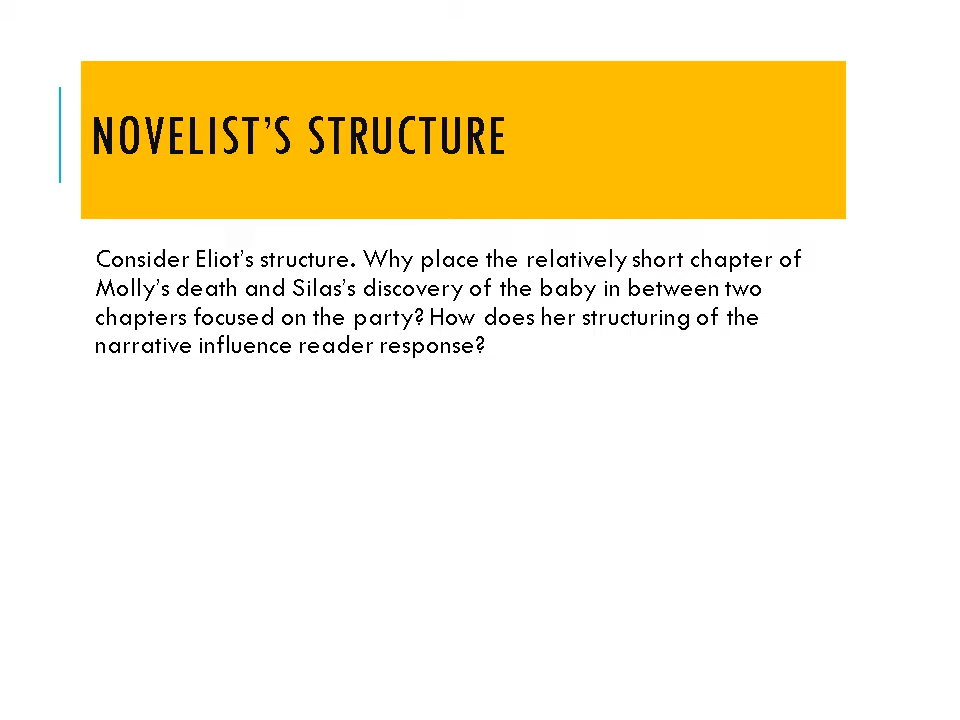 NOVELIST'S STRUCTURE
Consider Eliot's structure. Why place the relatively short chapter of
Molly's death and Silas's discovery of the baby in between two
chapters focused on the party? How does her structuring of the
narrative influence reader response?